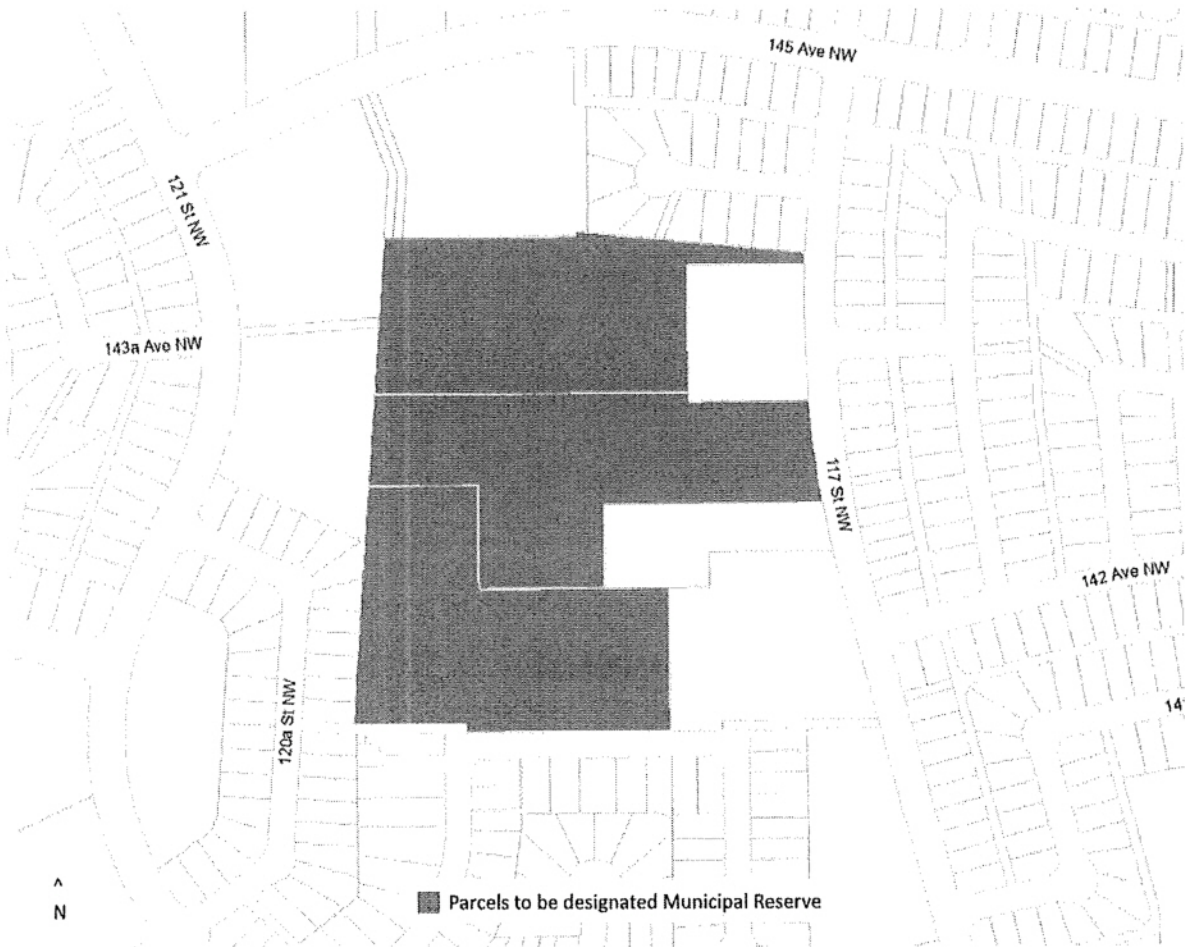 145 Ave NW
121 St NW
143a Ave NW
117 St NW
142 Ave NW
120a St NW
141
^
N
Parcels to be designated Municipal Reserve